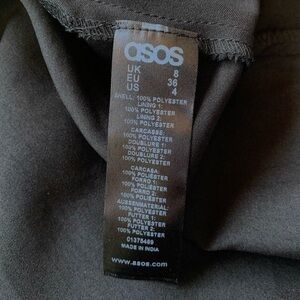 asos
UK 8
EU 36
US 4
SHELL: 100% POLYESTER
LINING 1:
100% POLYESTER
LINING 2:
100% POLYESTER
CARCASSE:
100% POLYESTER
DOUBLURE 1:
100% POLYESTER
DOUBLURE 2:
100% POLYESTER
CARCASA:
100% POLIÉSTER
FORRO 1:
100% POLIÉSTER
FORRO 2:
100% POLIÉSTER
AUSSENMATERIAL:
100% POLYESTER
FUTTER 1:
100% POLYESTER
FUTTER 2:
100% POLYESTER
01375469
MADE IN INDIA
www.asos.com